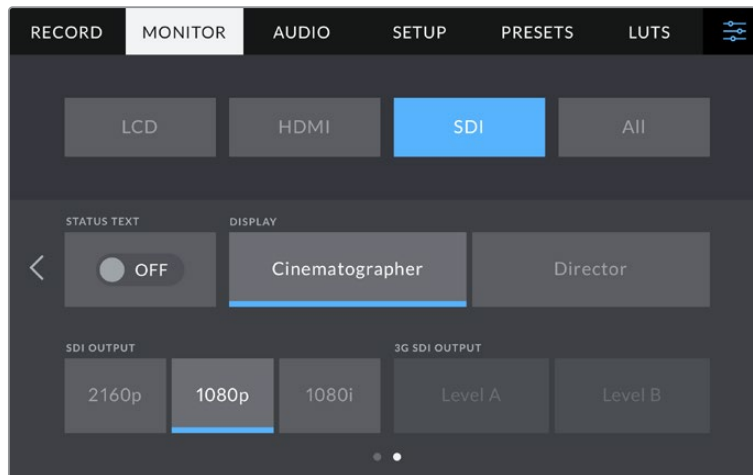 RECORD MONITOR AUDIO SETUP PRESETS LUTS
LCD HDMI SDI All
STATUS TEXT DISPLAY
OFF Cinematographer Director
SDI OUTPUT 3G SDI OUTPUT
2160p 1080p 1080i Level A Level B